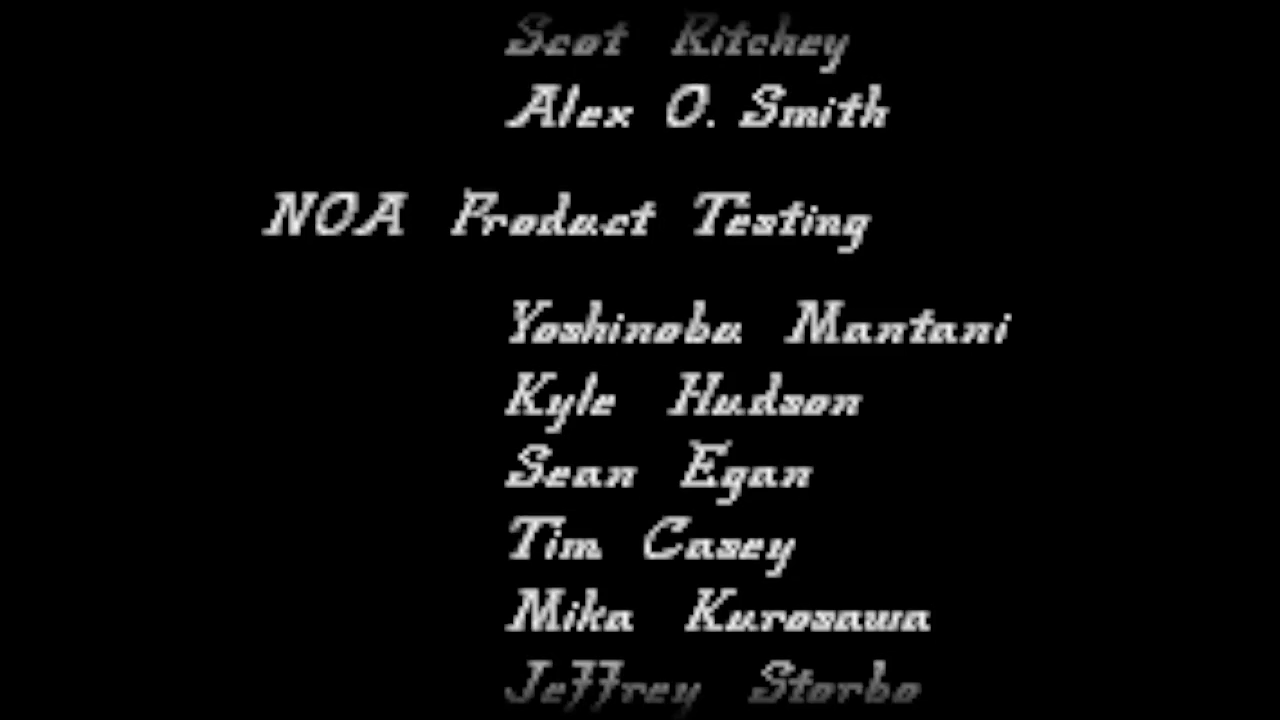 Scot Ritchey
Alex O. Smith
NOA Product Testing
Yoshinobu Mantani
Kyle Hudson
Sean Egan
Tim Casey
Mika Kurosawa
Jeffrey Storbo